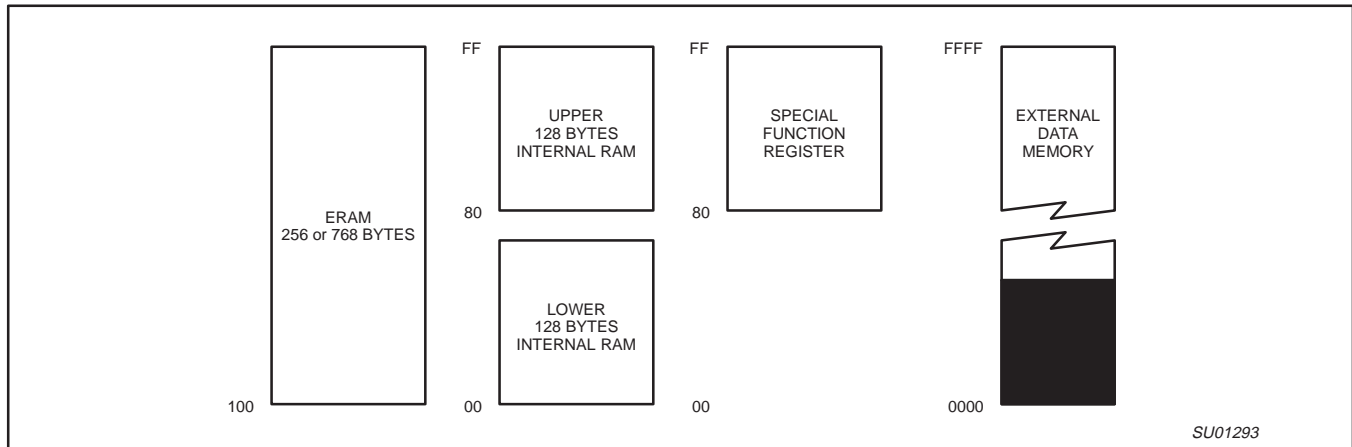 FF
FF
FFFF
UPPER
128 BYTES
INTERNAL RAM
SPECIAL
FUNCTION
REGISTER
EXTERNAL
DATA
MEMORY
ERAM
256 or 768 BYTES
80
80
LOWER
128 BYTES
INTERNAL RAM
100
00
00
0000
SU01293